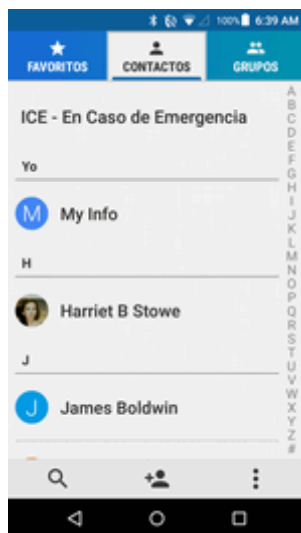 100% 6:39 AM
FAVORITOS CONTACTOS GRUPOS
ICE - En Caso de Emergencia
Yo
M My Info
H
Harriet B Stowe
J
J James Boldwin
A
B
C
D
E
F
G
H
I
J
K
L
M
N
O
P
Q
R
S
T
U
V
W
X
Y
Z
#